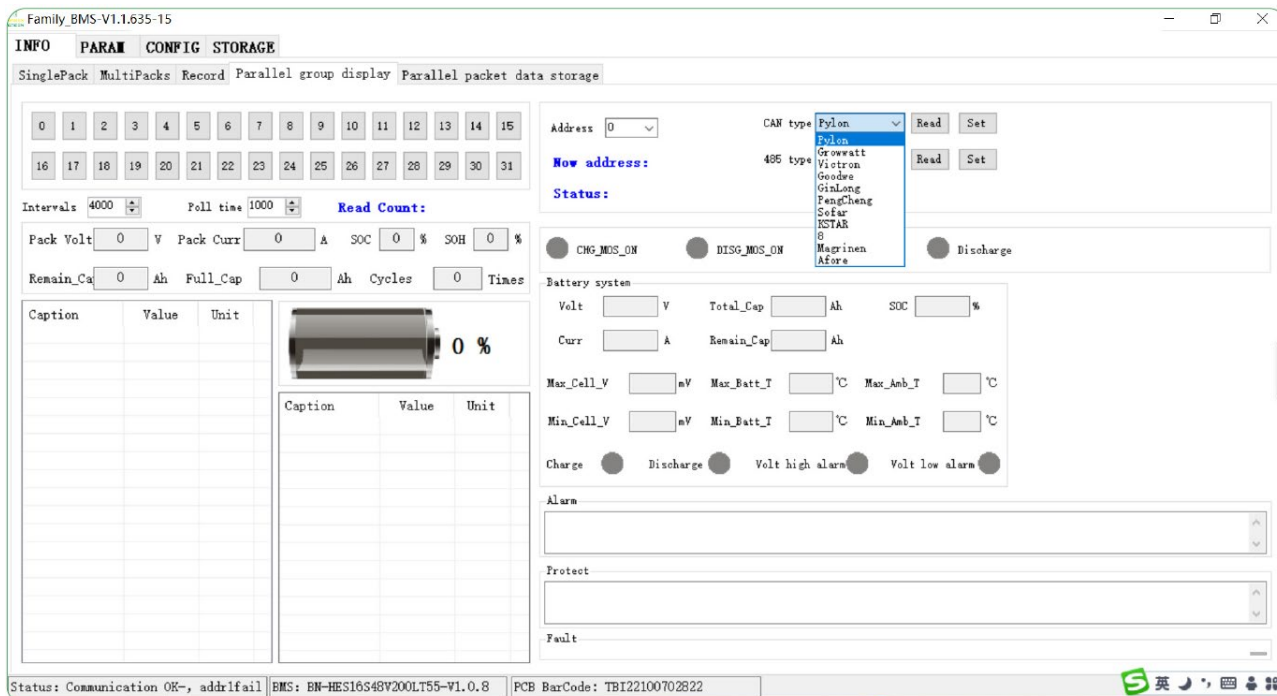 Family_BMS-V1.1.635-15
INFO PARAM CONFIG STORAGE
SinglePack MultiPacks Record Parallel group display Parallel packet data storage
0 1 2 3 4 5 6 7 8 9 10 11 12 13 14 15
16 17 18 19 20 21 22 23 24 25 26 27 28 29 30 31
Intervals 4000 Poll time 1000 Read Count:
Pack Volt 0 V Pack Curr 0 A SOC 0 % SOH 0 %
Remain_Ca 0 Ah Full_Cap 0 Ah Cycles 0 Times
Caption Value Unit
0 %
Caption Value Unit
Address 0 CAN type Pylon Read Set
Now address: 485 type Read Set
Status:
Pylon
Growwatt
Victron
Goodwe
GinLong
PengCheng
Sofar
KSTAR
8
Magrinen
Afore
CHG_MOS_ON DISG_MOS_ON Discharge
Battery system
Volt V Total_Cap Ah SOC %
Curr A Remain_Cap Ah
Max_Cell_V mV Max_Batt_T ℃ Max_Amb_T ℃
Min_Cell_V mV Min_Batt_T ℃ Min_Amb_T ℃
Charge Discharge Volt high alarm Volt low alarm
Alarm
Protect
Fault
Status: Communication OK-, addr1fail BMS: BN-HES16S48V200LT55-V1.0.8 PCB BarCode: TBI22100702822
S 英